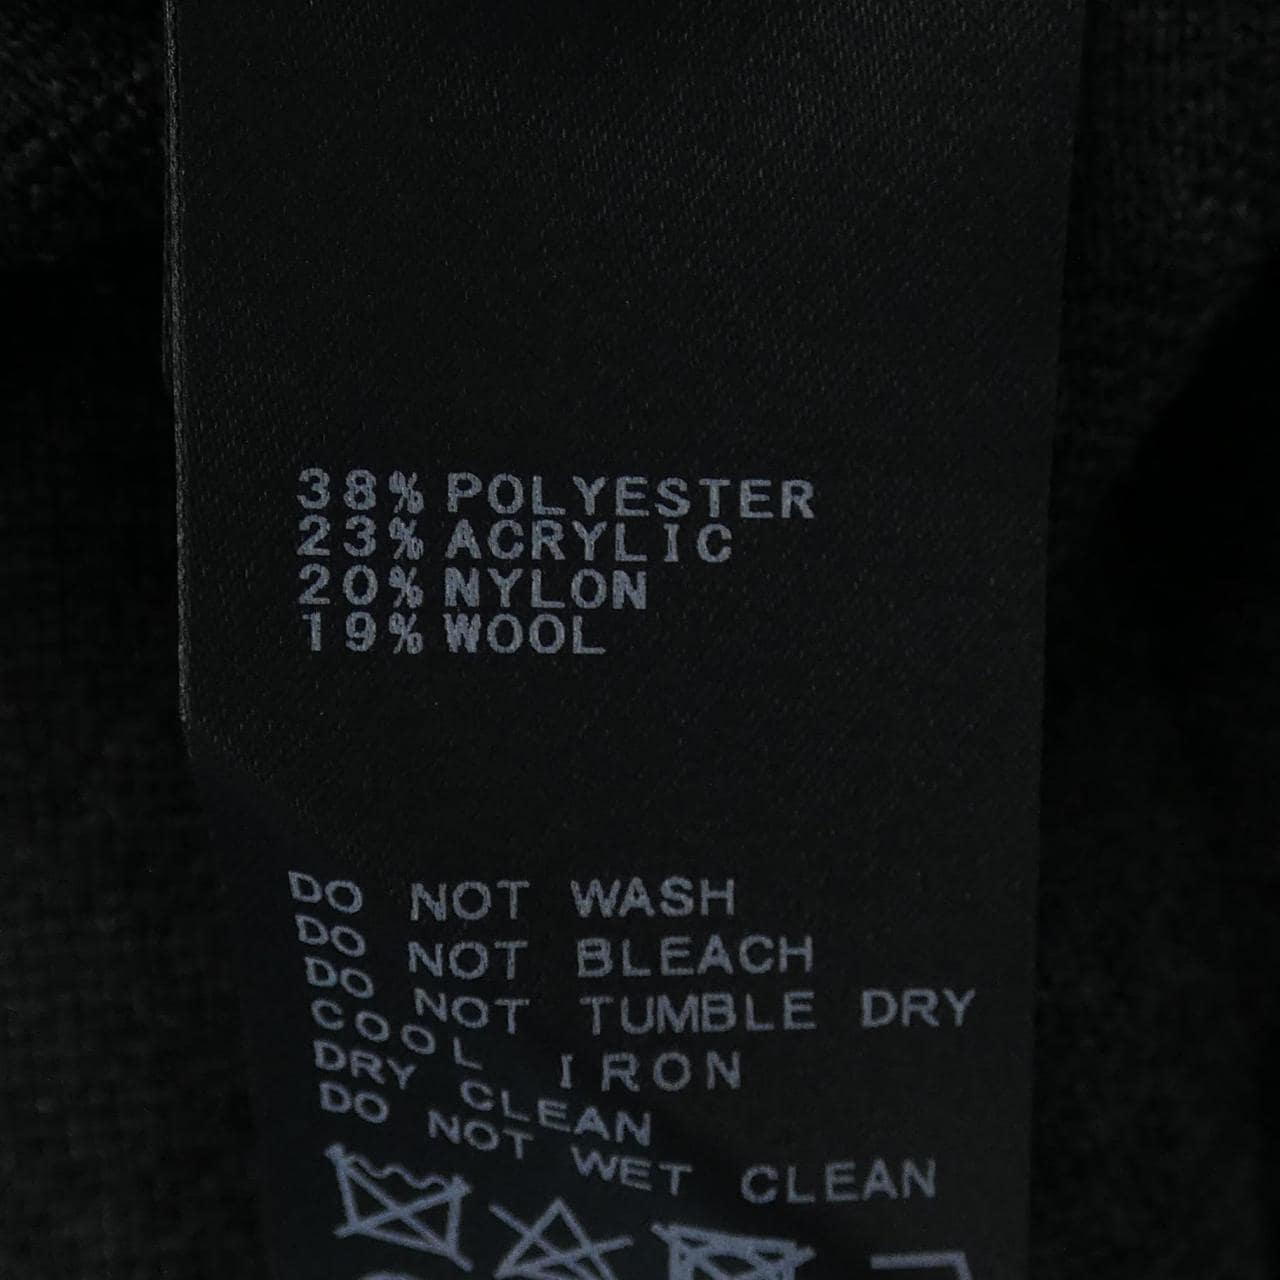 38% POLYESTER
23% ACRYLIC
20% NYLON
19% WOOL
DO NOT WASH
DO NOT BLEACH
DO NOT TUMBLE DRY
COOL IRON
DRY CLEAN
DO NOT WET CLEAN